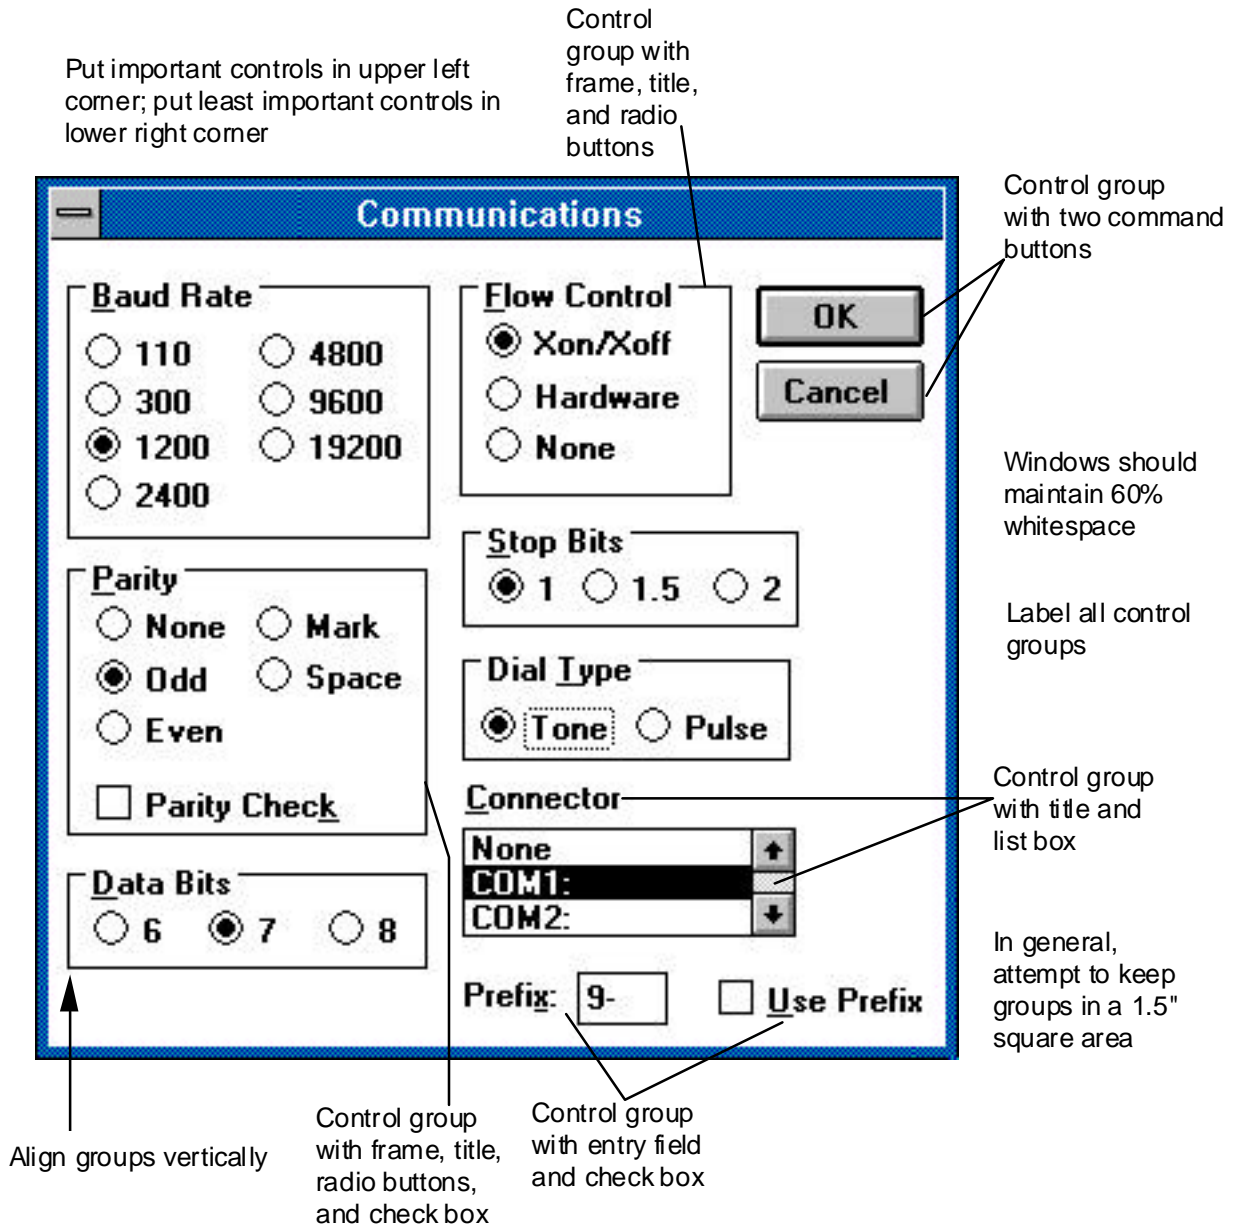 Control
group with
frame, title,
and radio
buttons
Put important controls in upper left
corner; put least important controls in
lower right corner
Control group
with two command
buttons
Communications
Baud Rate
110 4800
300 9600
1200 19200
2400
Flow Control
Xon/Xoff
Hardware
None
OK
Cancel
Windows should
maintain 60%
whitespace
Stop Bits
1 1.5 2
Parity
None Mark
Odd Space
Even
Parity Check
Label all control
groups
Dial Type
Tone Pulse
Connector
None
COM1:
COM2:
Control group
with title and
list box
Data Bits
6 7 8
Prefix: 9- Use Prefix
In general,
attempt to keep
groups in a 1.5"
square area
Align groups vertically
Control group
with frame, title,
radio buttons,
and check box
Control group
with entry field
and check box